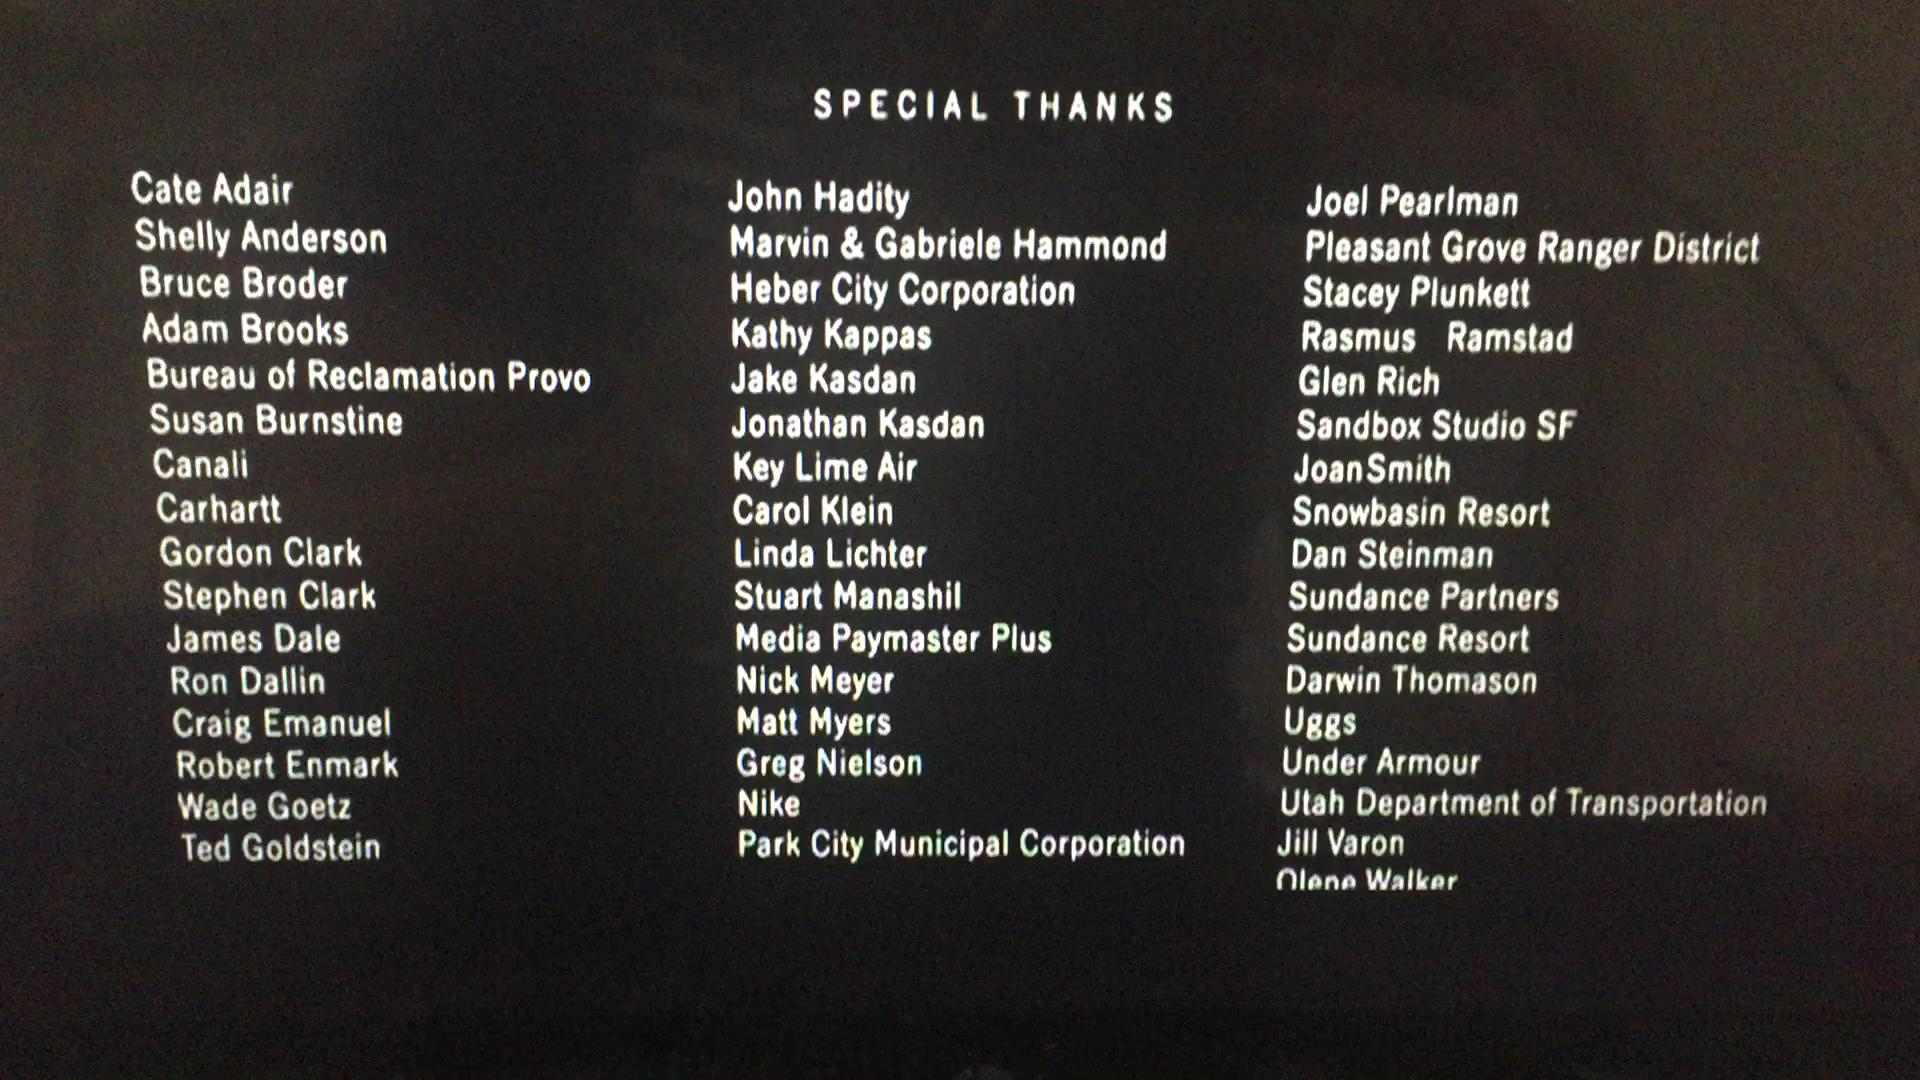 SPECIAL THANKS
Cate Adair
Shelly Anderson
Bruce Broder
Adam Brooks
Bureau of Reclamation Provo
Susan Burnstine
Canali
Carhartt
Gordon Clark
Stephen Clark
James Dale
Ron Dallin
Craig Emanuel
Robert Enmark
Wade Goetz
Ted Goldstein
John Hadity
Marvin & Gabriele Hammond
Heber City Corporation
Kathy Kappas
Jake Kasdan
Jonathan Kasdan
Key Lime Air
Carol Klein
Linda Lichter
Stuart Manashil
Media Paymaster Plus
Nick Meyer
Matt Myers
Greg Nielson
Nike
Park City Municipal Corporation
Joel Pearlman
Pleasant Grove Ranger District
Stacey Plunkett
Rasmus Ramstad
Glen Rich
Sandbox Studio SF
JoanSmith
Snowbasin Resort
Dan Steinman
Sundance Partners
Sundance Resort
Darwin Thomason
Uggs
Under Armour
Utah Department of Transportation
Jill Varon
Olene Walker